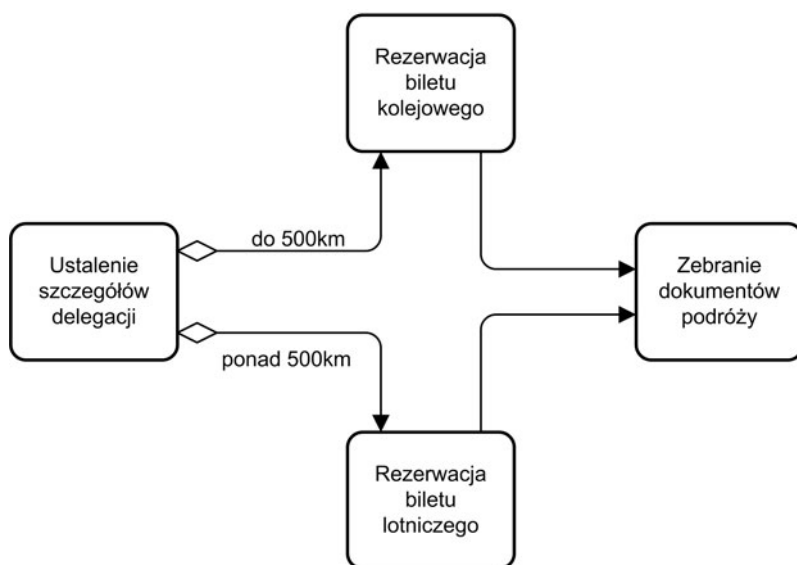 Rezerwacja
biletu
kolejowego
do 500km
Ustalenie
szczegółów
delegacji
Zebranie
dokumentów
podróży
ponad 500km
Rezerwacja
biletu
lotniczego